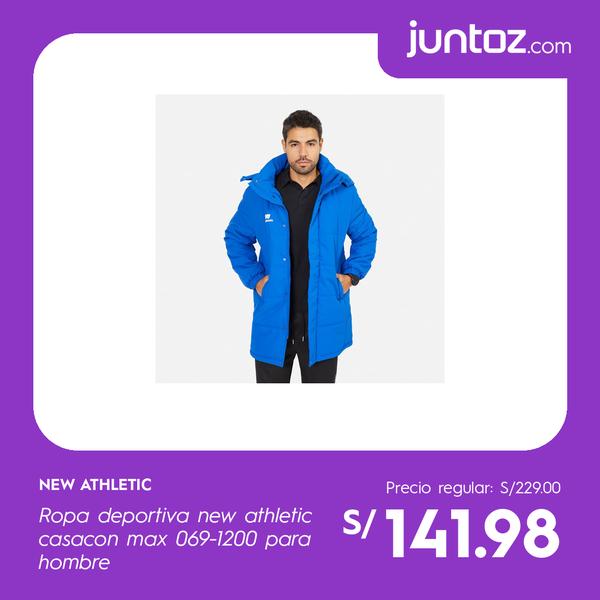 juntoz.com
NEW ATHLETIC
Ropa deportiva new athletic
casacon max 069-1200 para
hombre
Precio regular: S/229.00
S/141.98